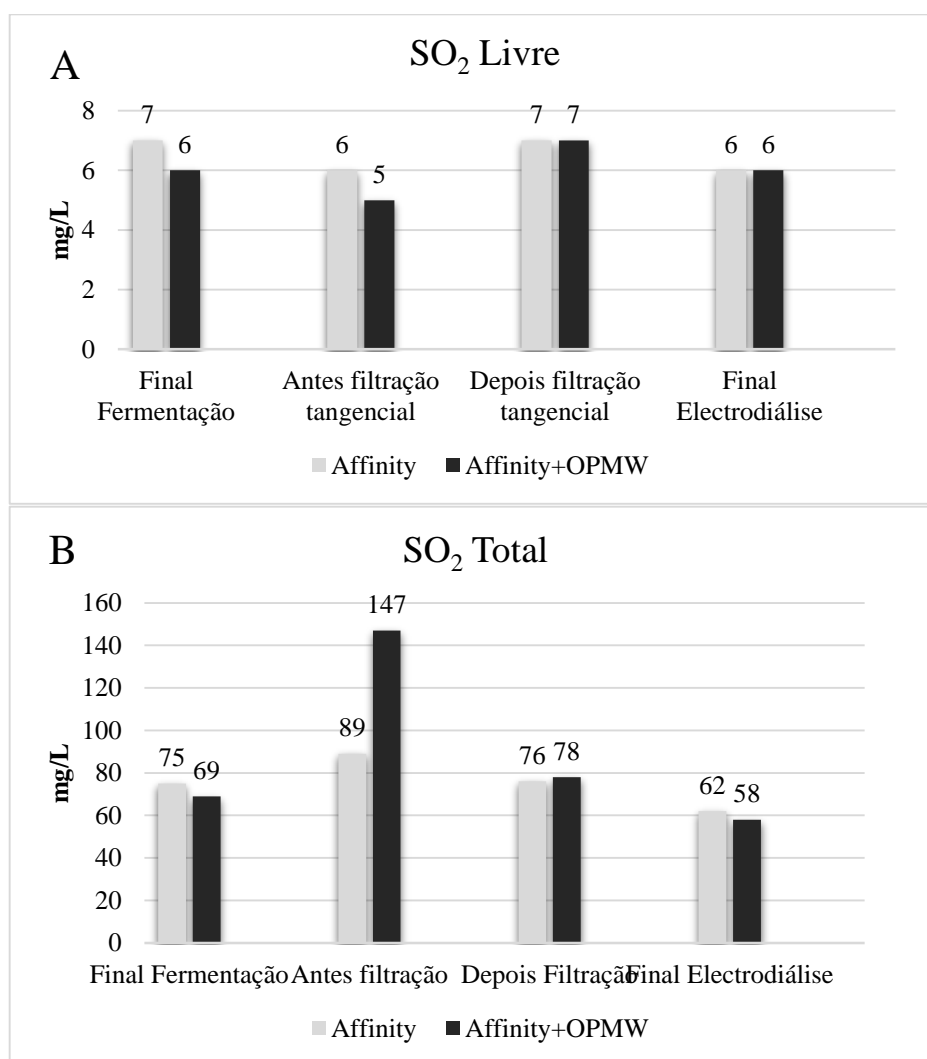 A
SO₂ Livre
mg/L
8
6
4
2
0
7
6
6
5
7
7
6
6
Final
Fermentação
Antes filtração
tangencial
Depois filtração
tangencial
Final
Electrodiálise
Affinity
Affinity+OPMW
B
SO₂ Total
mg/L
160
140
120
100
80
60
40
20
0
75
69
89
147
76
78
62
58
Final Fermentação
Antes filtração
Depois Filtração
Final Electrodiálise
Affinity
Affinity+OPMW